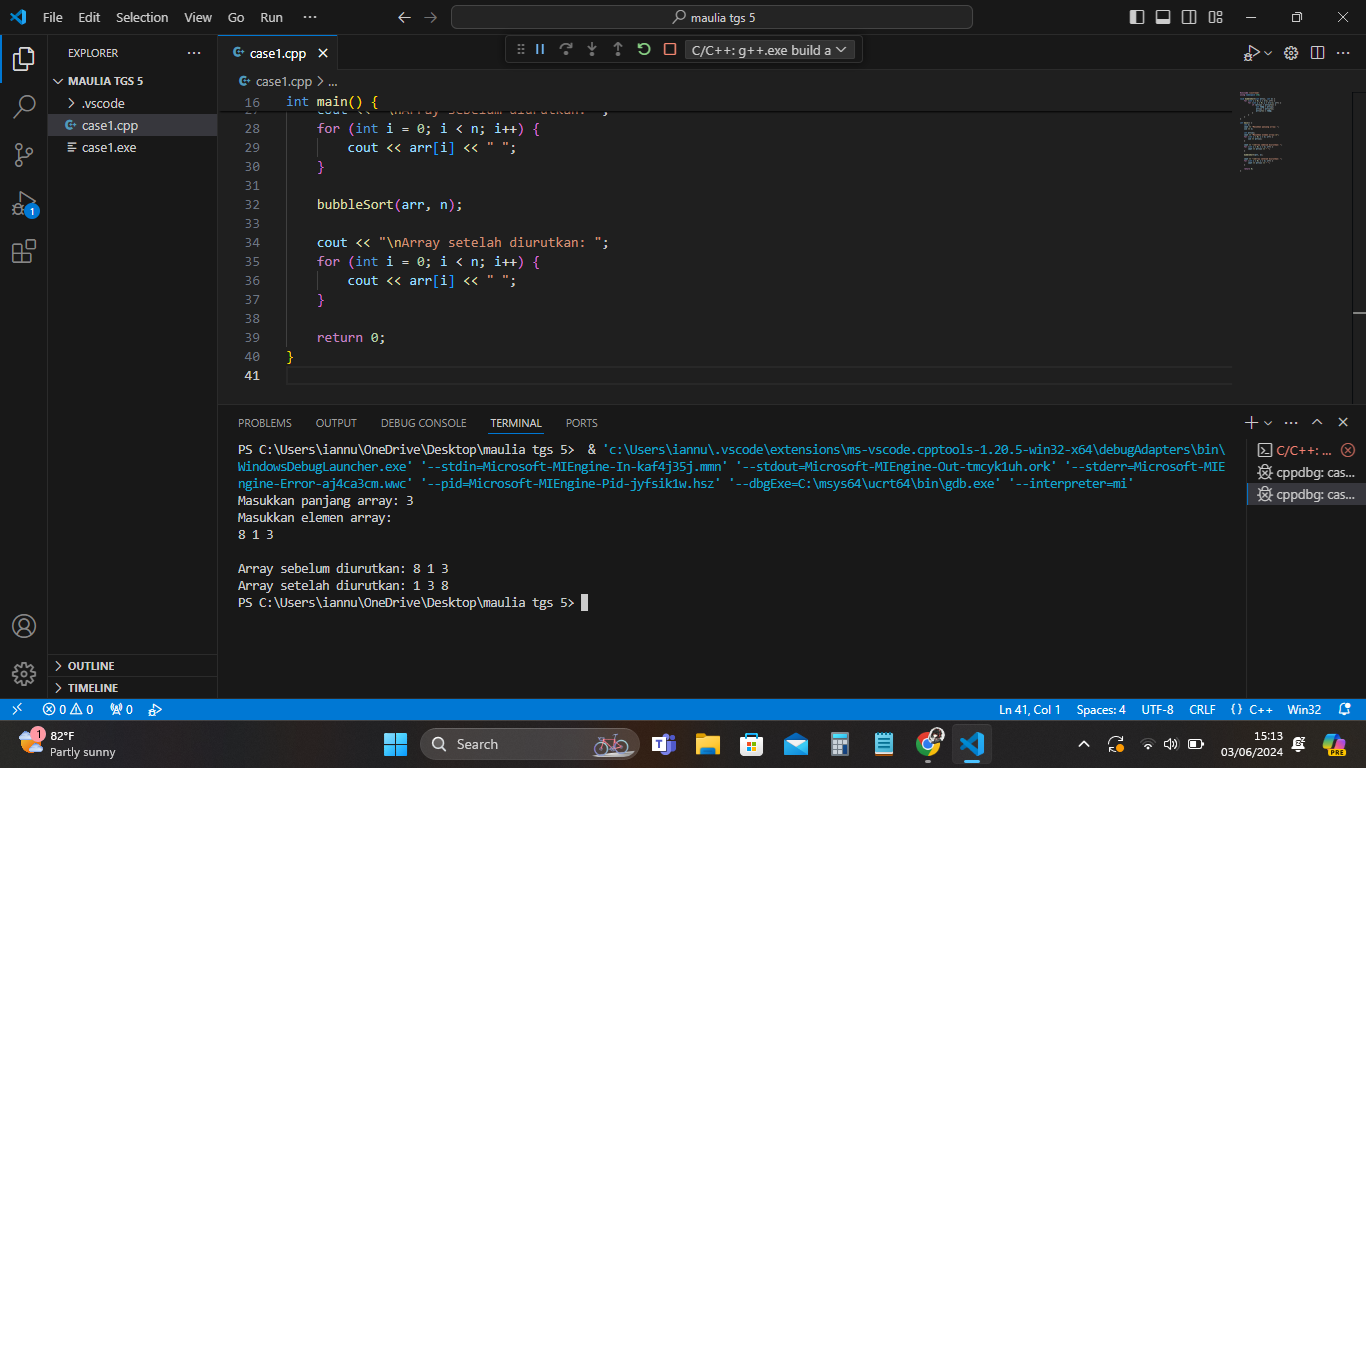 File Edit Selection View Go Run ··· maulia tgs 5
EXPLORER ···
MAULIA TGS 5
.vscode
case1.cpp
case1.exe
OUTLINE
TIMELINE
case1.cpp
C/C++: g++.exe build a
case1.cpp > ...
16 int main() {
28 for (int i = 0; i < n; i++) {
29 cout << arr[i] << " ";
30 }
31
32 bubbleSort(arr, n);
33
34 cout << "\nArray setelah diurutkan: ";
35 for (int i = 0; i < n; i++) {
36 cout << arr[i] << " ";
37 }
38
39 return 0;
40 }
41
PROBLEMS OUTPUT DEBUG CONSOLE TERMINAL PORTS
PS C:\Users\iannu\OneDrive\Desktop\maulia tgs 5> & 'c:\Users\iannu\.vscode\extensions\ms-vscode.cpptools-1.20.5-win32-x64\debugAdapters\bin\
WindowsDebugLauncher.exe' '--stdin=Microsoft-MIEngine-In-kaf4j35j.mmn' '--stdout=Microsoft-MIEngine-Out-tmcyk1uh.ork' '--stderr=Microsoft-MIE
ngine-Error-aj4ca3cm.wwc' '--pid=Microsoft-MIEngine-Pid-jyfsik1w.hsz' '--dbgExe=C:\msys64\ucrt64\bin\gdb.exe' '--interpreter=mi'
Masukkan panjang array: 3
Masukkan elemen array:
8 1 3
Array sebelum diurutkan: 8 1 3
Array setelah diurutkan: 1 3 8
PS C:\Users\iannu\OneDrive\Desktop\maulia tgs 5>
C/C++: ...
cppdbg: cas...
cppdbg: cas...
1
0 0 0 Ln 41, Col 1 Spaces: 4 UTF-8 CRLF {} C++ Win32
1
82°F
Partly sunny
Search
15:13
03/06/2024
PRE